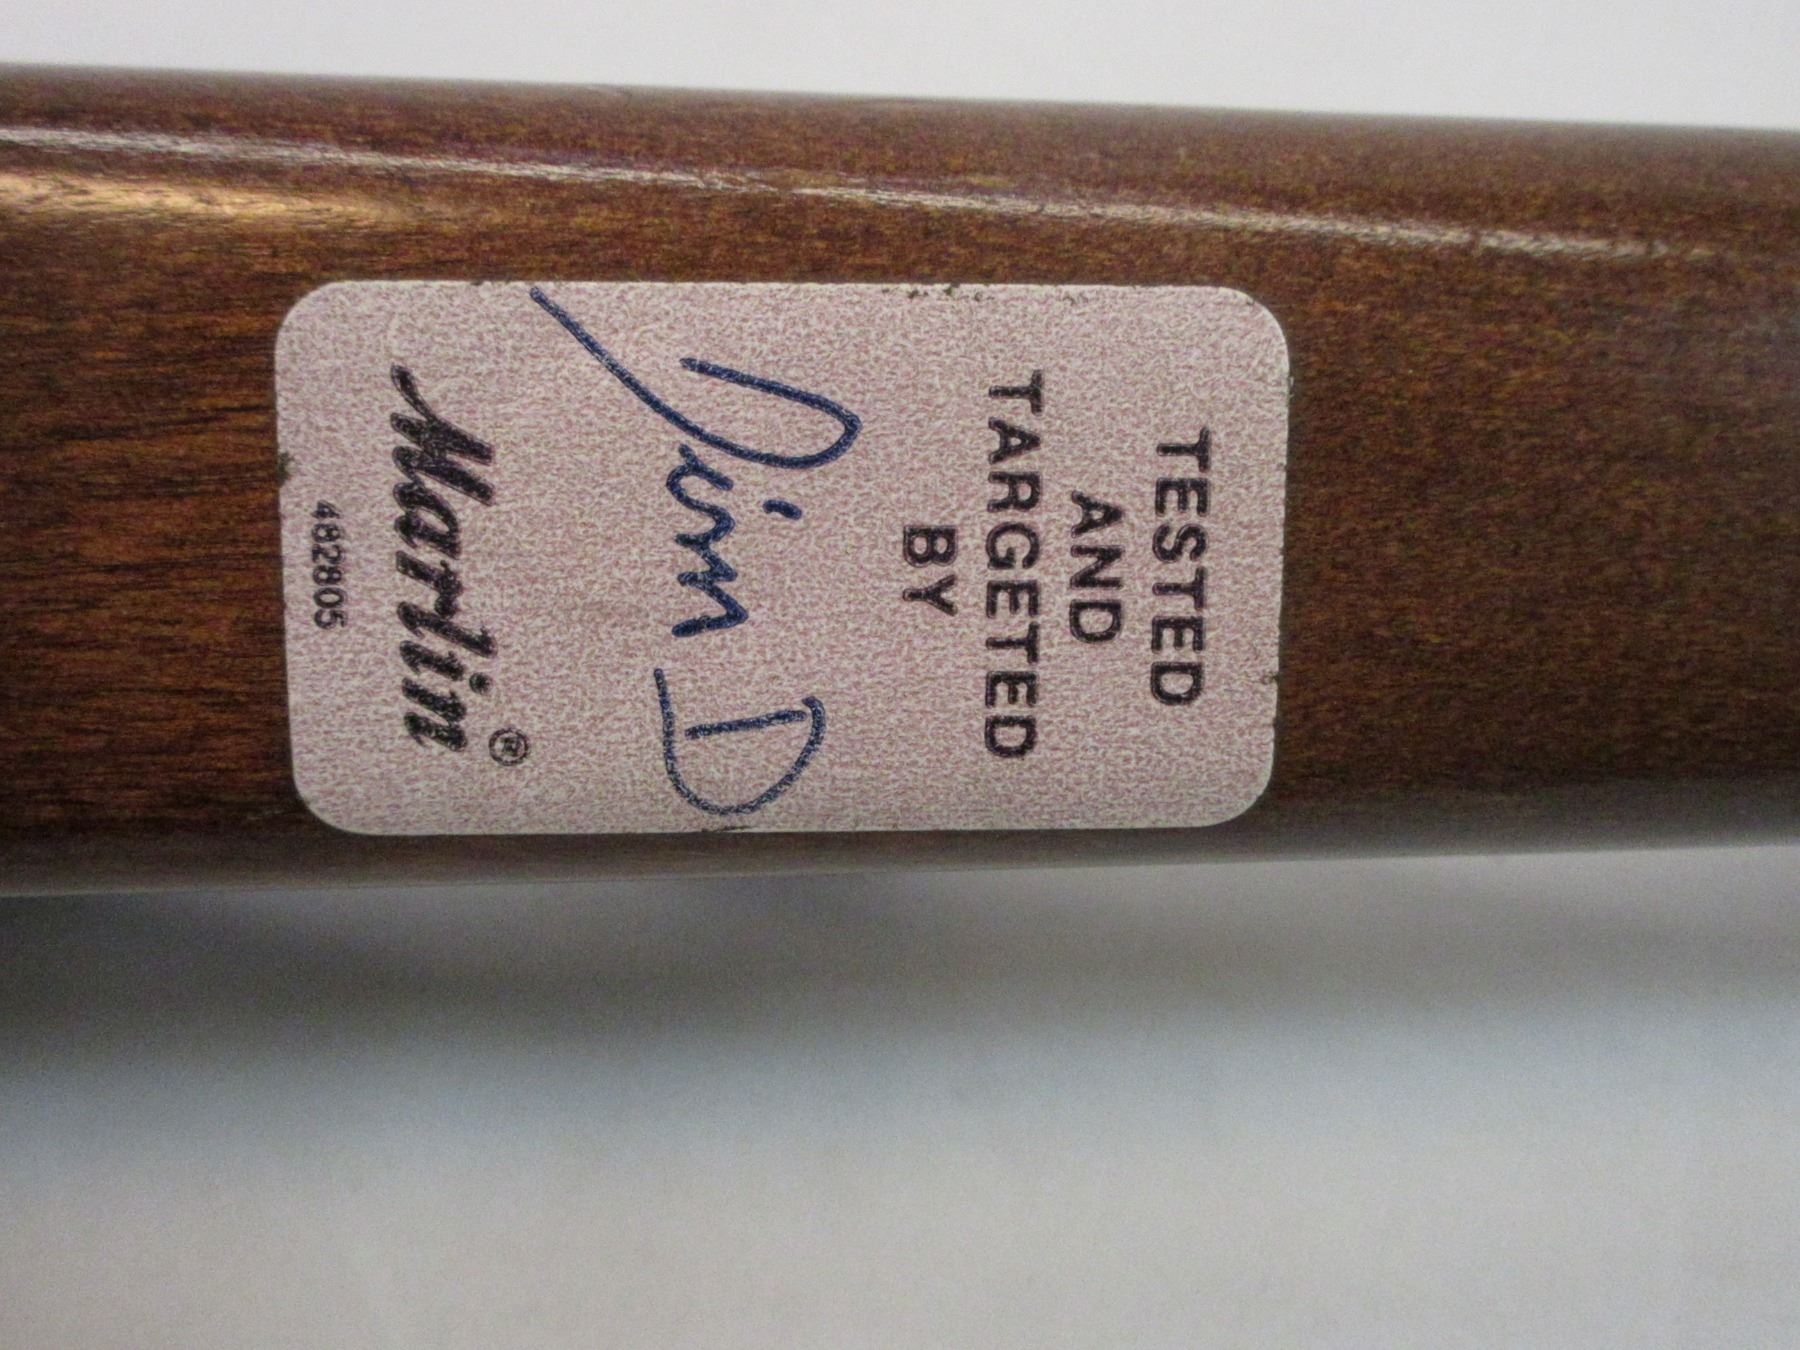 TESTED
AND
TARGETED
BY
Jim D
Marlin®
482805